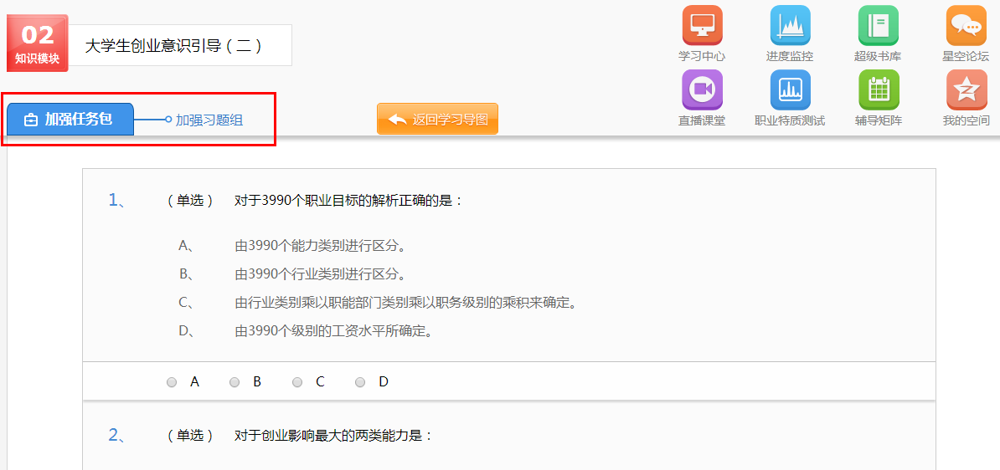 02
知识模块
大学生创业意识引导（二）
学习中心
进度监控
超级书库
星空论坛
直播课堂
职业特质测试
辅导矩阵
我的空间
加强任务包
加强习题组
返回学习导图
1、 （单选） 对于3990个职业目标的解析正确的是：
A、 由3990个能力类别进行区分。
B、 由3990个行业类别进行区分。
C、 由行业类别乘以职能部门类别乘以职务级别的乘积来确定。
D、 由3990个级别的工资水平所确定。
A B C D
2、 （单选） 对于创业影响最大的两类能力是：